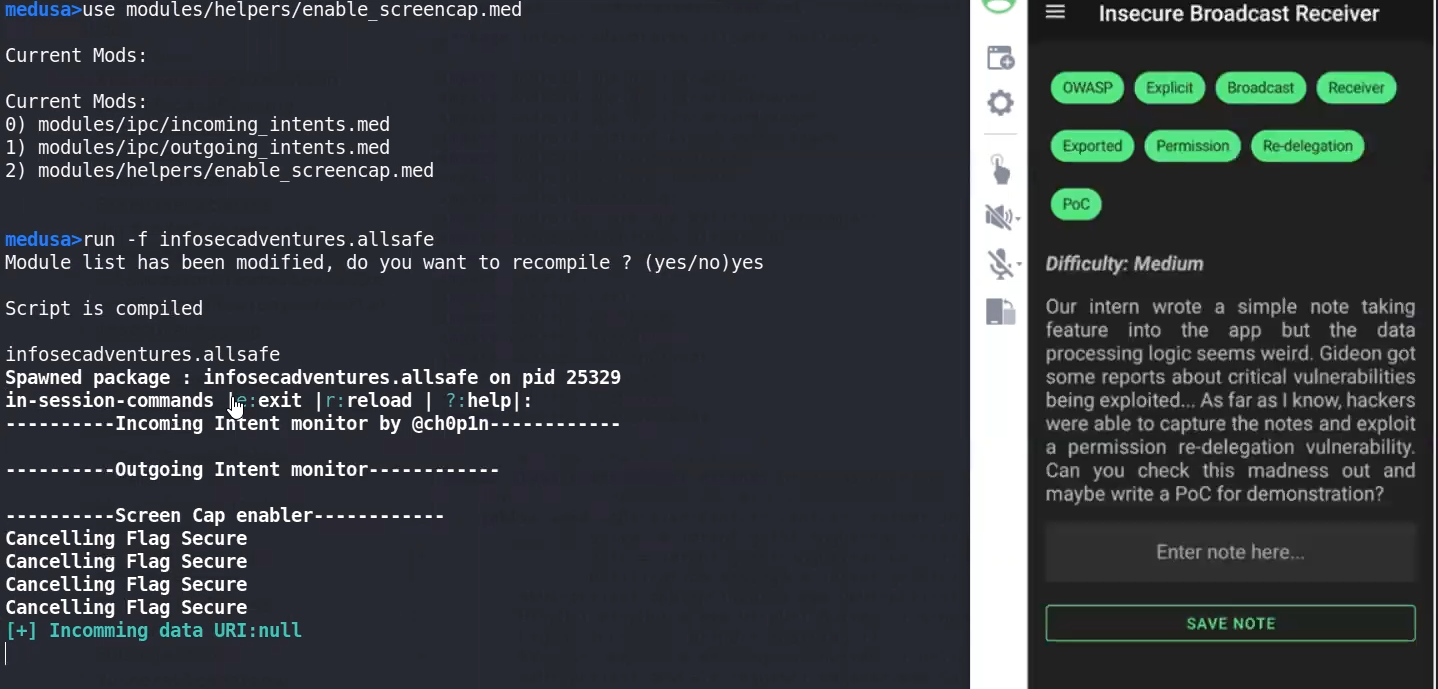 medusa>use modules/helpers/enable_screencap.med
Current Mods:
Current Mods:
0) modules/ipc/incoming_intents.med
1) modules/ipc/outgoing_intents.med
2) modules/helpers/enable_screencap.med
medusa>run -f infosecadventures.allsafe
Module list has been modified, do you want to recompile ? (yes/no)yes
Script is compiled
infosecadventures.allsafe
Spawned package : infosecadventures.allsafe on pid 25329
in-session-commands |e:exit |r:reload | ?:help|:
----------Incoming Intent monitor by @ch0p1n------------
----------Outgoing Intent monitor------------
----------Screen Cap enabler------------
Cancelling Flag Secure
Cancelling Flag Secure
Cancelling Flag Secure
Cancelling Flag Secure
[+] Incomming data URI:null
Insecure Broadcast Receiver
OWASP Explicit Broadcast Receiver
Exported Permission Re-delegation
PoC
Difficulty: Medium
Our intern wrote a simple note taking
feature into the app but the data
processing logic seems weird. Gideon got
some reports about critical vulnerabilities
being exploited... As far as I know, hackers
were able to capture the notes and exploit
a permission re-delegation vulnerability.
Can you check this madness out and
maybe write a PoC for demonstration?
Enter note here...
SAVE NOTE